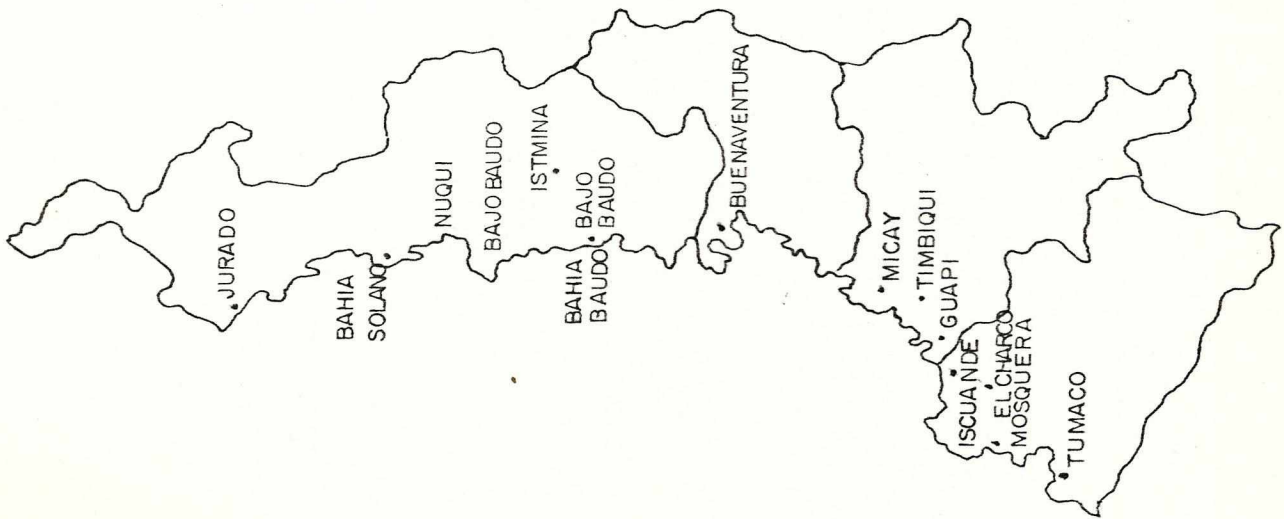 JURADO
BAHIA
SOLANO
NUQUI
BAJO BAUDO
ISTMINA
BAHIA
BAUDO
BAJO
BAUDO
BUENAVENTURA
MICAY
TIMBIQUI
GUAPI
ISCUANDE
EL CHARCO
MOSQUERA
TUMACO